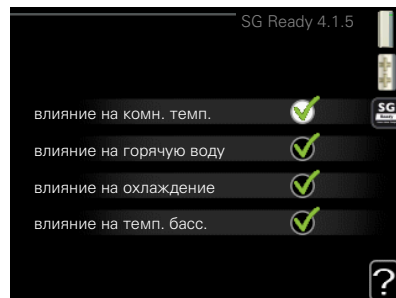 SG Ready 4.1.5
влияние на комн. темп.
SG
Ready
влияние на горячую воду
влияние на охлаждение
влияние на темп. басс.
?